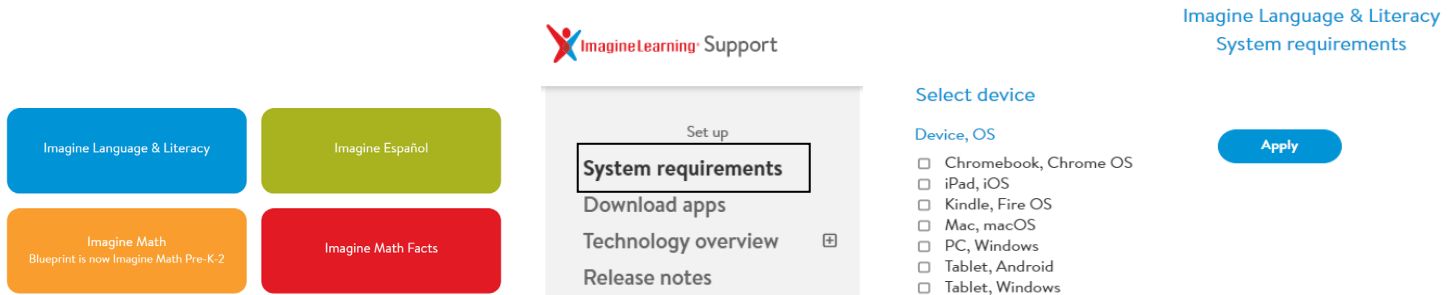 Imagine Language & Literacy
Imagine Español
Imagine Math
Blueprint is now Imagine Math Pre-K-2
Imagine Math Facts
ImagineLearning® Support
Set up
System requirements
Download apps
Technology overview
Release notes
Imagine Language & Literacy
System requirements
Select device
Device, OS
Chromebook, Chrome OS
iPad, iOS
Kindle, Fire OS
Mac, macOS
PC, Windows
Tablet, Android
Tablet, Windows
Apply